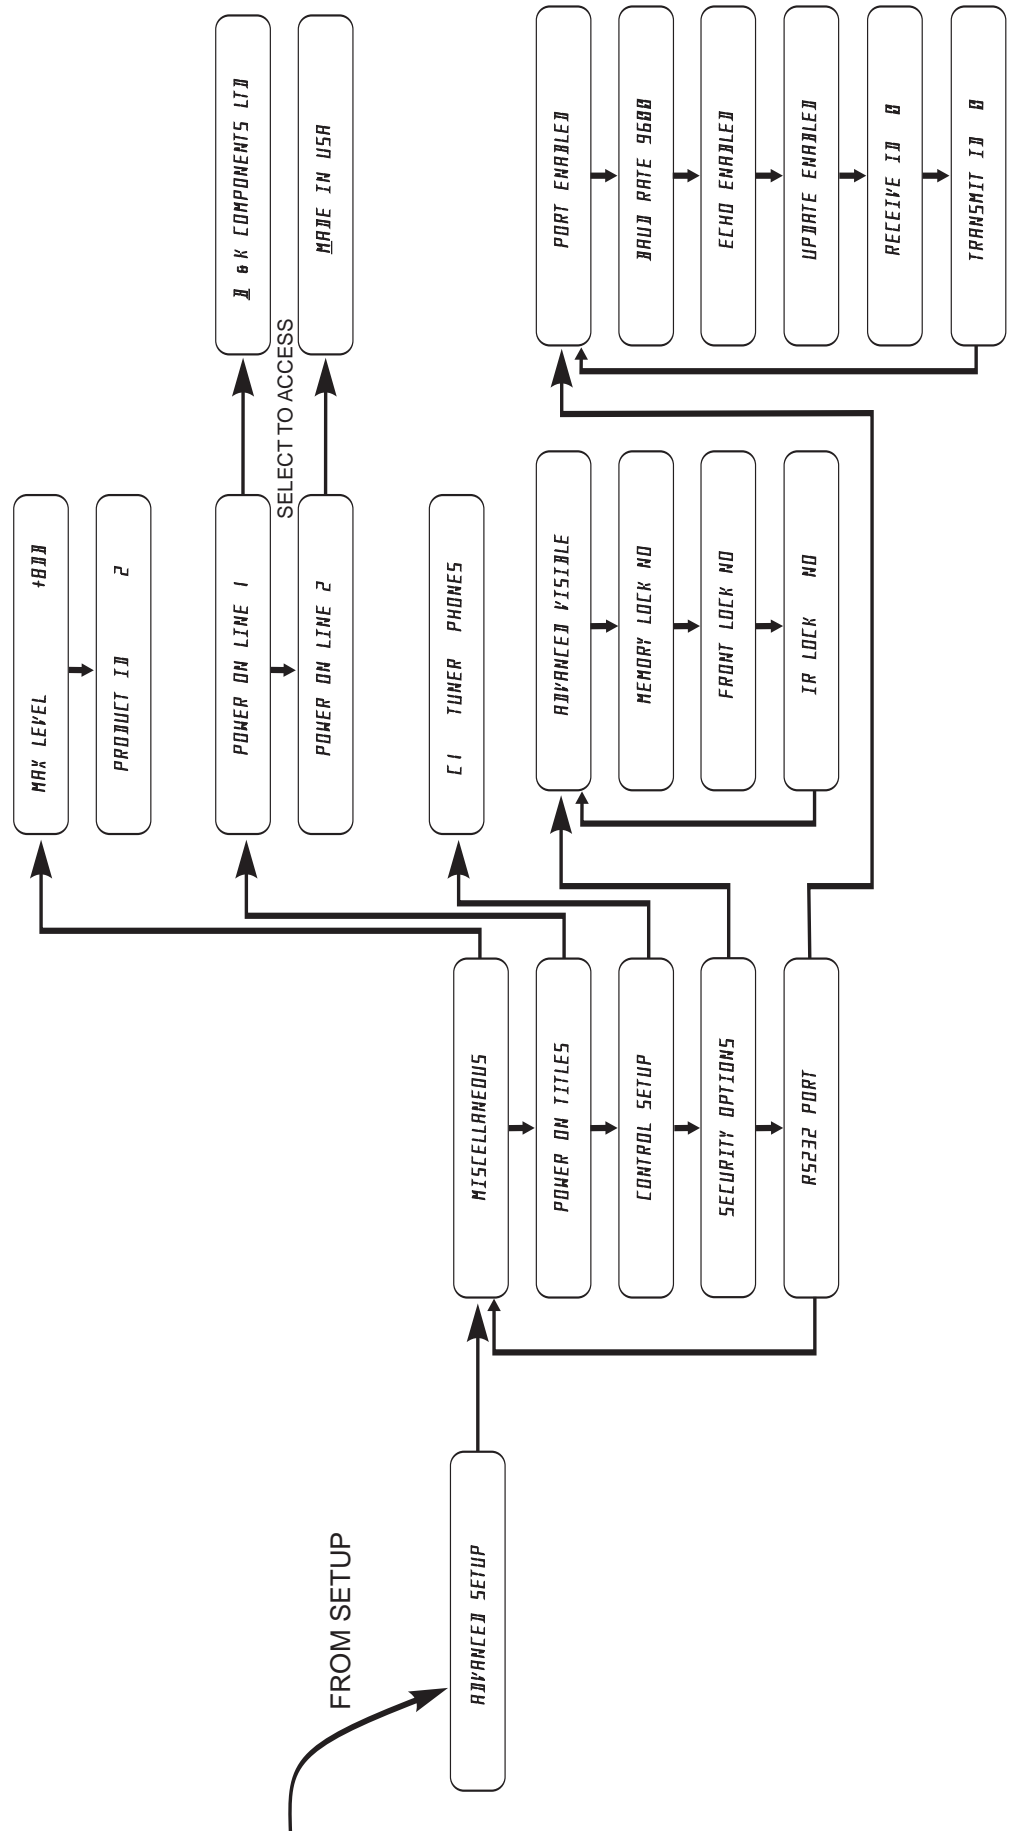 FROM SETUP
ADVANCED SETUP
MISCELLANEOUS
POWER ON TITLES
CONTROL SETUP
SECURITY OPTIONS
RS232 PORT
MAX LEVEL +8DB
PRODUCT ID 2
POWER ON LINE 1
POWER ON LINE 2
SELECT TO ACCESS
B & K COMPONENTS LTD
MADE IN USA
C1 TUNER PHONES
ADVANCED VISIBLE
MEMORY LOCK NO
FRONT LOCK NO
IR LOCK NO
PORT ENABLED
BAUD RATE 9600
ECHO ENABLED
UPDATE ENABLED
RECEIVE ID 0
TRANSMIT ID 0